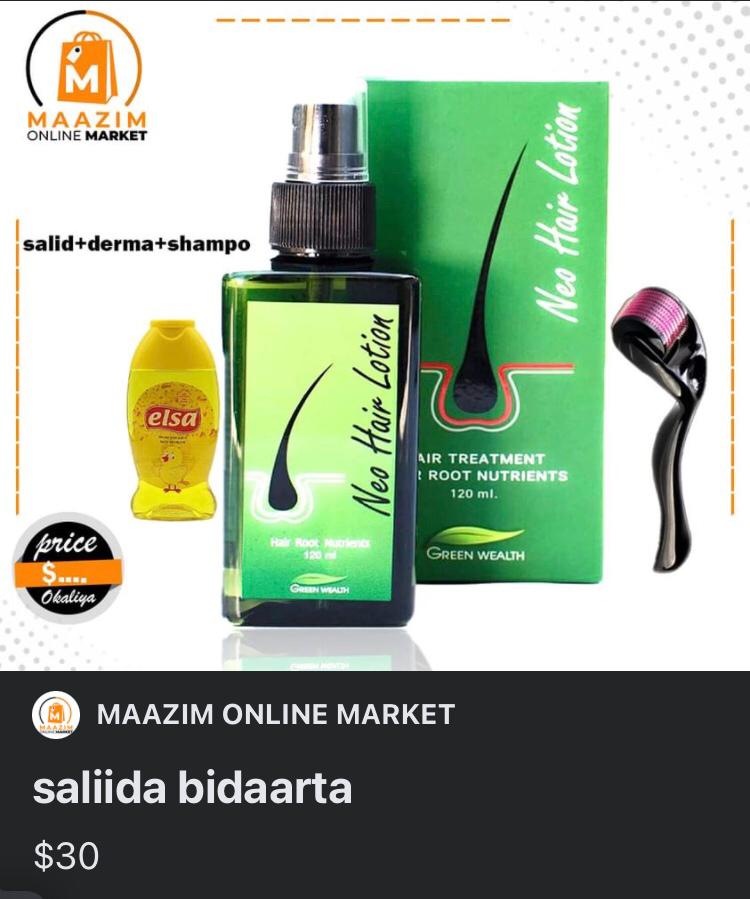 MAAZIM
ONLINE MARKET
salid+derma+shampo
elsa
price
$.....
Okaliya
Neo Hair Lotion
Hair Root Nutrients
120 ml
GREEN WEALTH
Neo Hair Lotion
AIR TREATMENT
ROOT NUTRIENTS
120 ml.
GREEN WEALTH
MAAZIM ONLINE MARKET
saliida bidaarta
$30